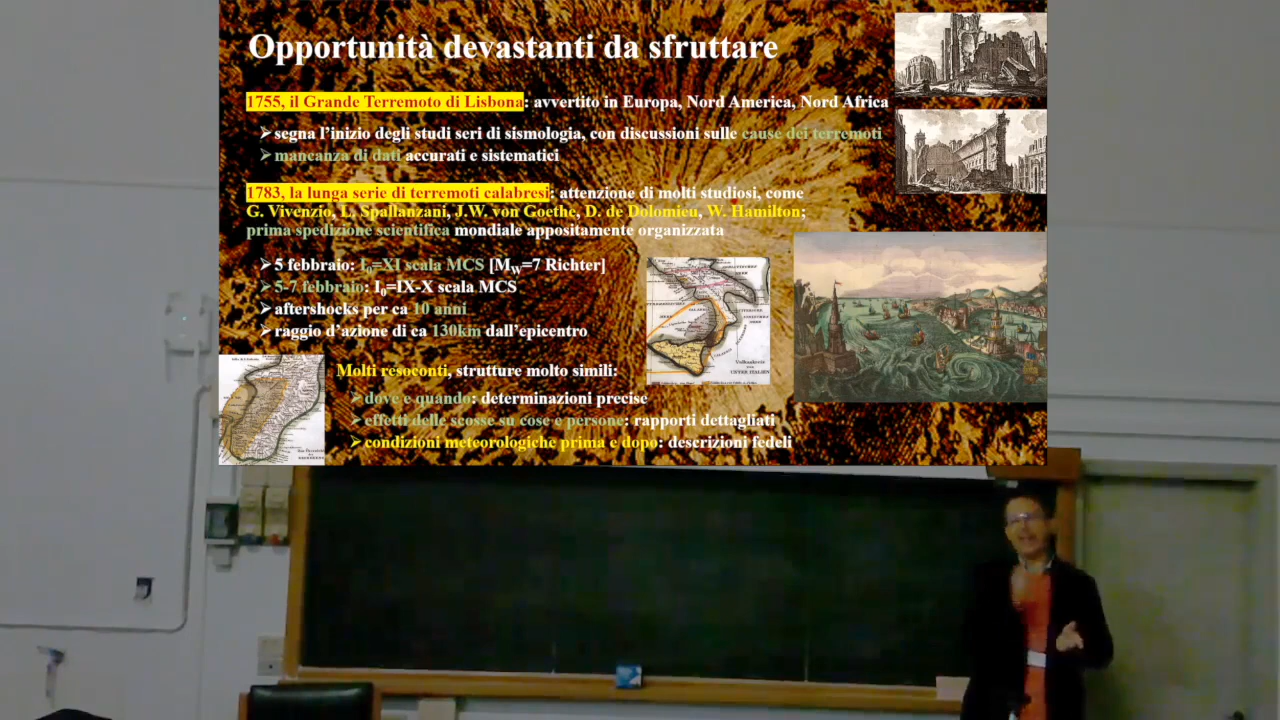 Opportunità devastanti da sfruttare
1755, il Grande Terremoto di Lisbona: avvertito in Europa, Nord America, Nord Africa
➢segna l'inizio degli studi seri di sismologia, con discussioni sulle cause dei terremoti
➢mancanza di dati accurati e sistematici
1783, la lunga serie di terremoti calabresi: attenzione di molti studiosi, come
G. Vivenzio, L. Spallanzani, J.W. von Goethe, D. de Dolomieu, W. Hamilton;
prima spedizione scientifica mondiale appositamente organizzata
➢5 febbraio: I₀=XI scala MCS [M_W=7 Richter]
➢5-7 febbraio: I₀=IX-X scala MCS
➢aftershocks per ca 10 anni
➢raggio d'azione di ca 130km dall'epicentro
Molti resoconti, strutture molto simili:
➢dove e quando: determinazioni precise
➢effetti delle scosse su cose e persone: rapporti dettagliati
➢condizioni meteorologiche prima e dopo: descrizioni fedeli